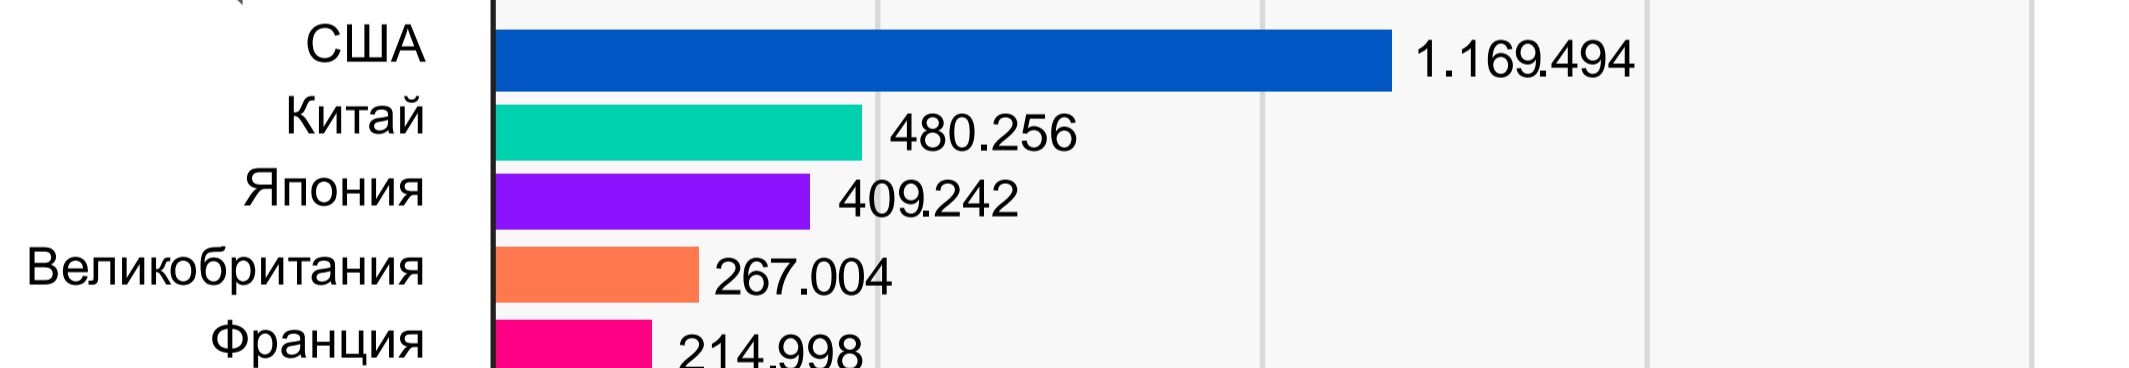 США 1.169.494
Китай 480.256
Япония 409.242
Великобритания 267.004
Франция 214.998